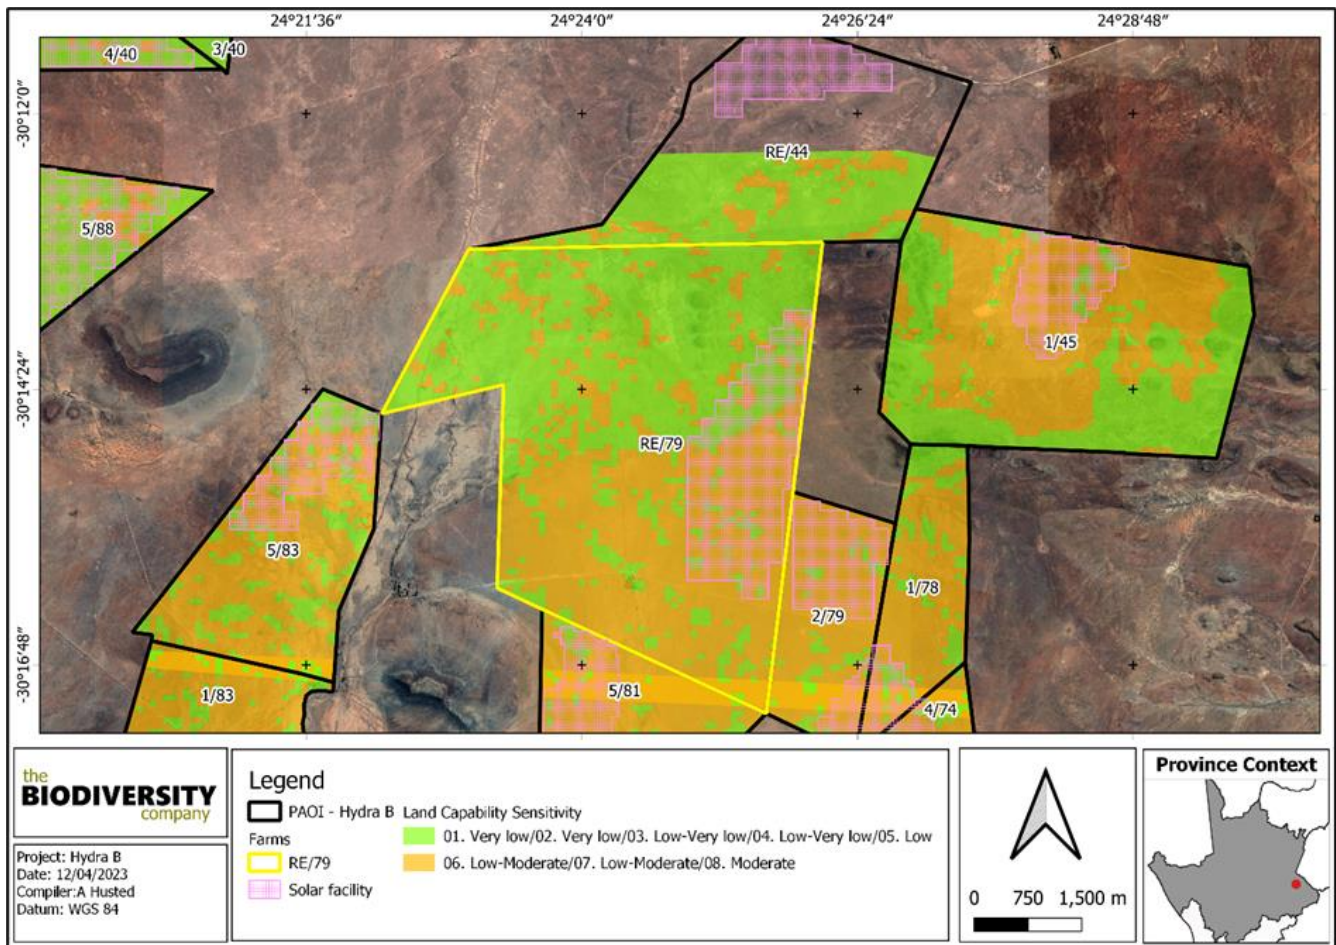 24°21′36″ 24°24′0″ 24°26′24″ 24°28′48″
-30°12′0″
-30°14′24″
-30°16′48″
4/40
3/40
RE/44
5/88
1/45
RE/79
5/83
1/78
2/79
1/83
5/81
4/74
the
BIODIVERSITY
company
Project: Hydra B
Date: 12/04/2023
Compiler:A Husted
Datum: WGS 84
Legend
PAOI - Hydra B
Farms
RE/79
Solar facility
Land Capability Sensitivity
01. Very low/02. Very low/03. Low-Very low/04. Low-Very low/05. Low
06. Low-Moderate/07. Low-Moderate/08. Moderate
0 750 1,500 m
Province Context